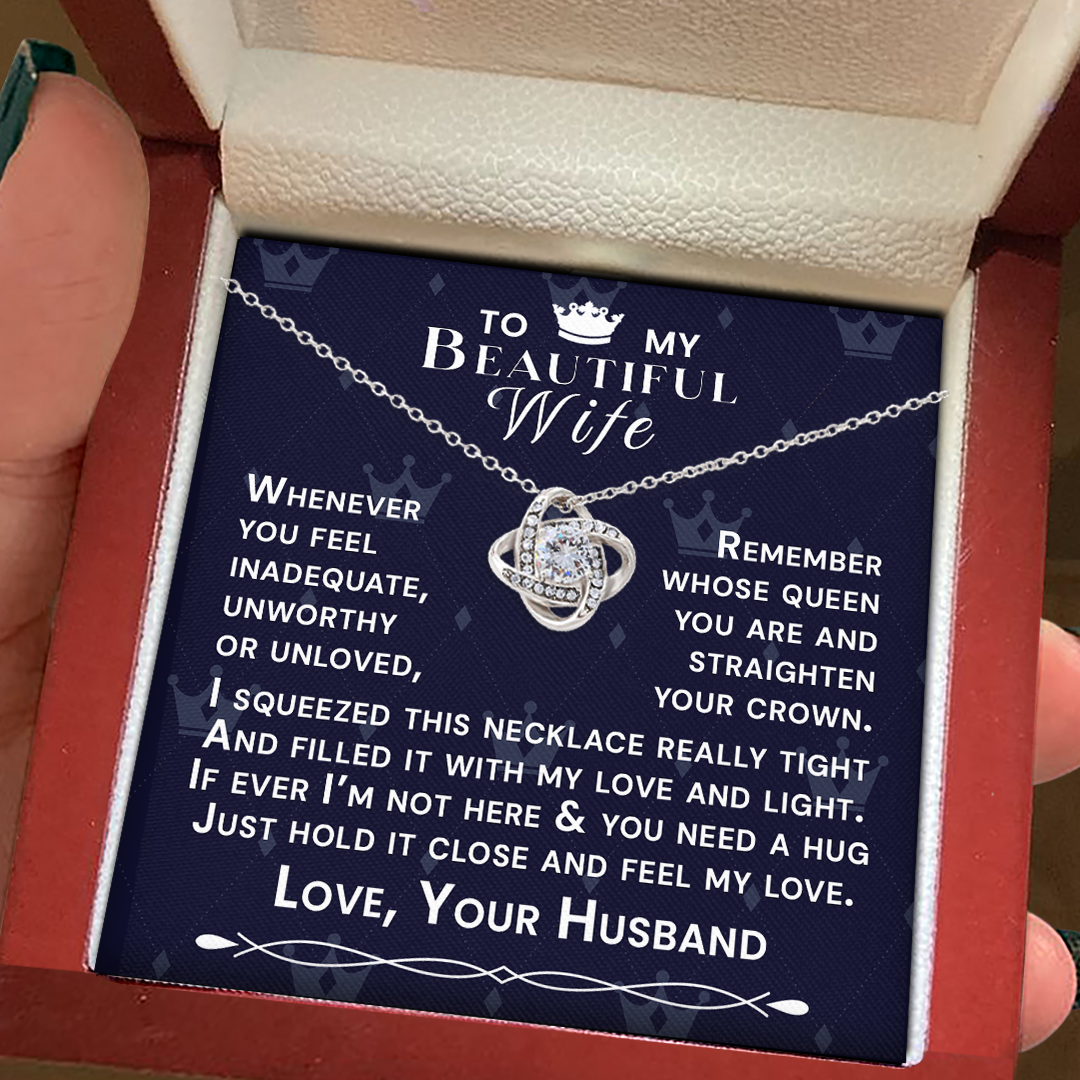 TO MY
BEAUTIFUL
Wife
WHENEVER
YOU FEEL
INADEQUATE,
UNWORTHY
OR UNLOVED,
REMEMBER
WHOSE QUEEN
YOU ARE AND
STRAIGHTEN
YOUR CROWN.
I SQUEEZED THIS NECKLACE REALLY TIGHT
AND FILLED IT WITH MY LOVE AND LIGHT.
IF EVER I'M NOT HERE & YOU NEED A HUG
JUST HOLD IT CLOSE AND FEEL MY LOVE.
LOVE, YOUR HUSBAND